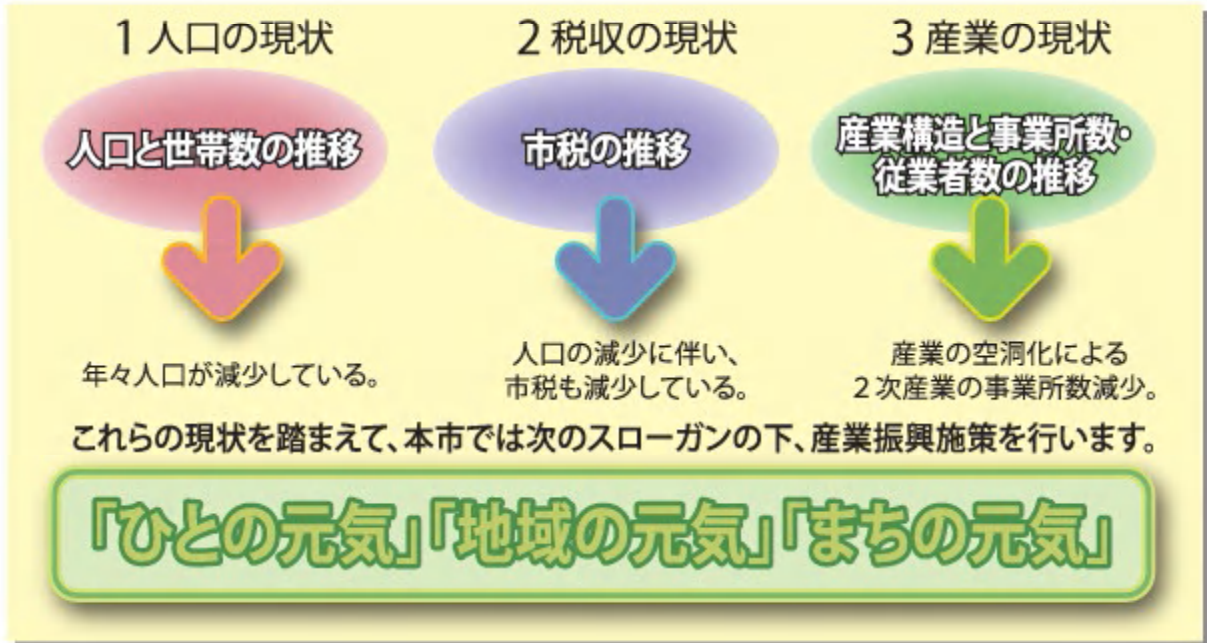 1 人口の現状
2 税収の現状
3 産業の現状
人口と世帯数の推移
市税の推移
産業構造と事業所数・
従業者数の推移
年々人口が減少している。
人口の減少に伴い、
市税も減少している。
産業の空洞化による
2次産業の事業所数減少。
これらの現状を踏まえて、本市では次のスローガンの下、産業振興施策を行います。
「ひとの元気」「地域の元気」「まちの元気」